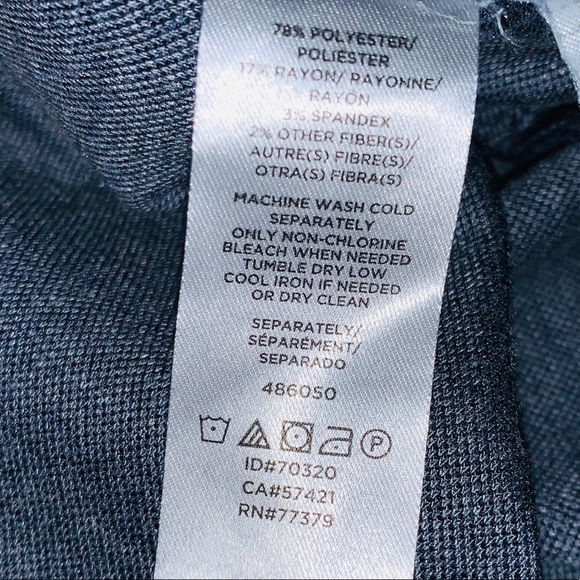 78% POLYESTER/
POLIESTER
17% RAYON/ RAYONNE/
RAYON
3% SPANDEX
2% OTHER FIBER(S)/
AUTRE(S) FIBRE(S)/
OTRA(S) FIBRA(S)
MACHINE WASH COLD
SEPARATELY
ONLY NON-CHLORINE
BLEACH WHEN NEEDED
TUMBLE DRY LOW
COOL IRON IF NEEDED
OR DRY CLEAN
SEPARATELY/
SÉPARÉMENT/
SEPARADO
486050
P
ID#70320
CA#57421
RN#77379